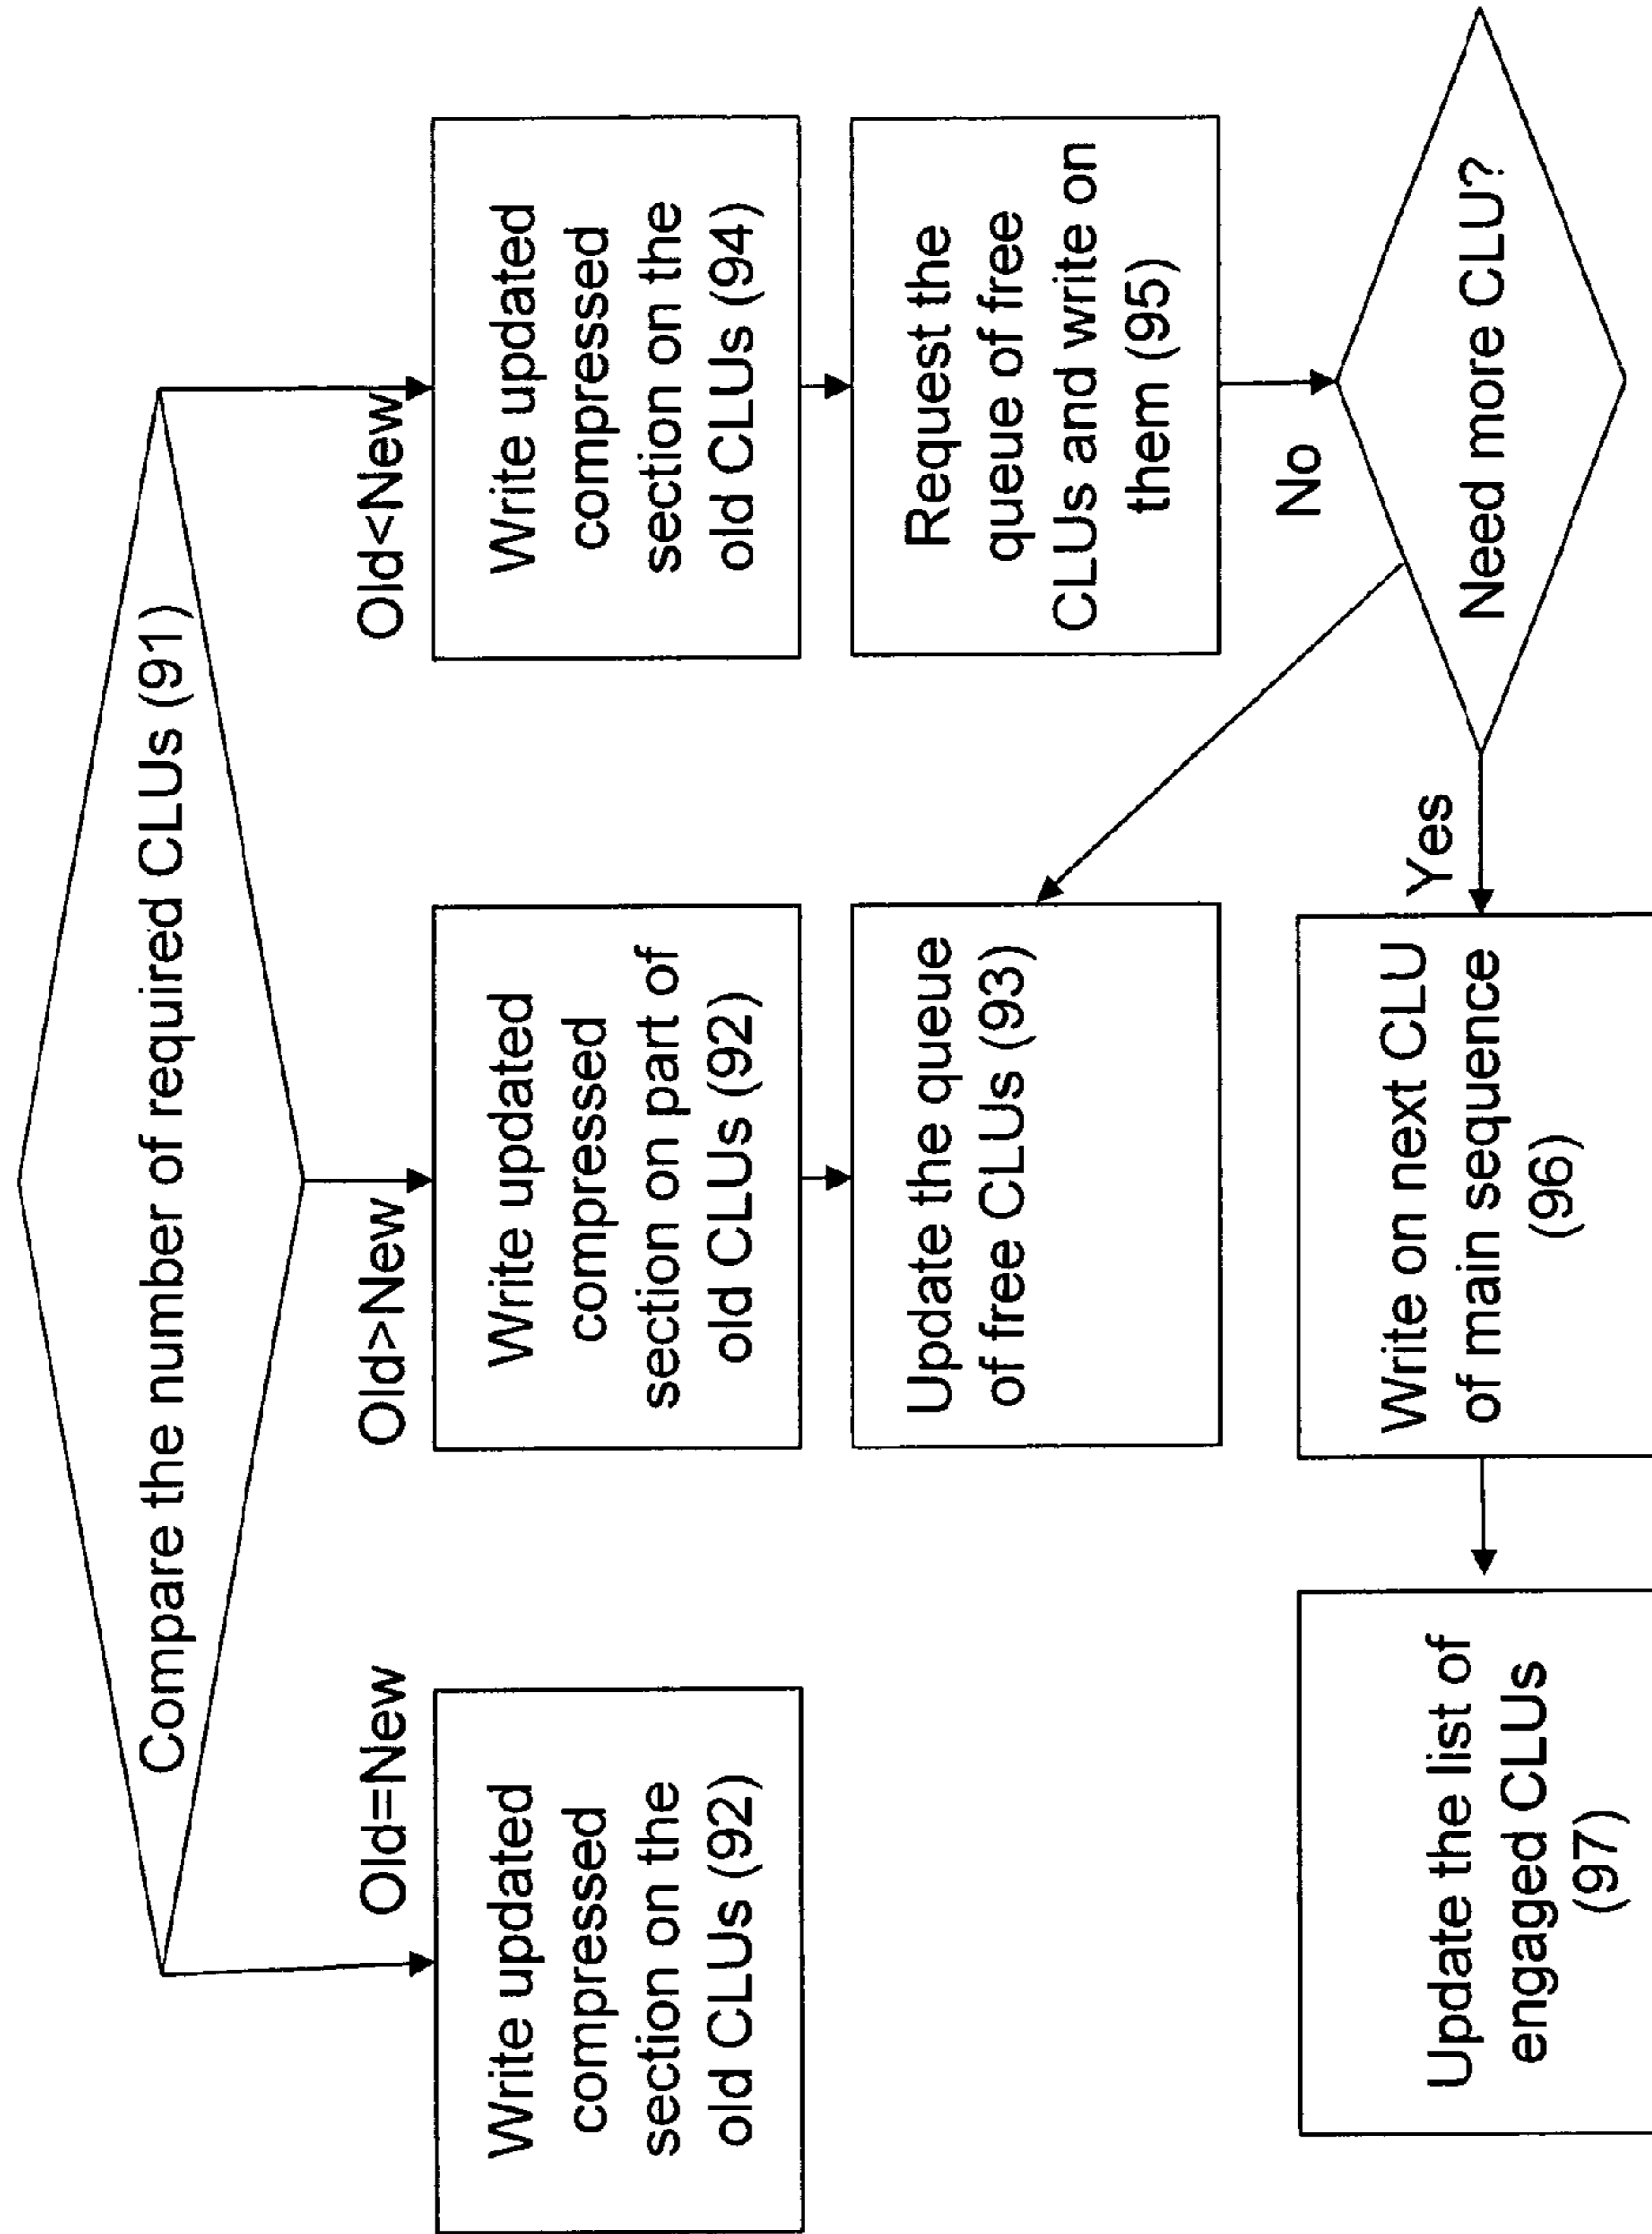 Compare the number of required CLUs (91)
Old=New
Old>New
Old<New
Write updated
compressed
section on the
old CLUs (92)
Write updated
compressed
section on part of
old CLUs (92)
Write updated
compressed
section on the
old CLUs (94)
Update the queue
of free CLUs (93)
Request the
queue of free
CLUs and write on
them (95)
No
Need more CLU?
Yes
Write on next CLU
of main sequence
(96)
Update the list of
engaged CLUs
(97)